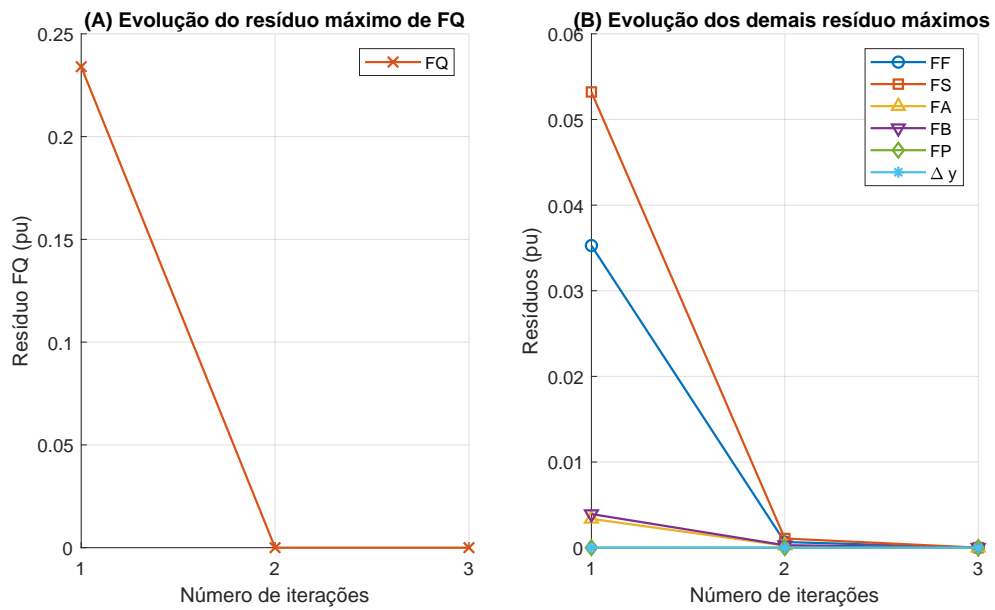 (A) Evolução do resíduo máximo de FQ
0.25
0.2
0.15
0.1
0.05
0
1
2
3
Resíduo FQ (pu)
Número de iterações
FQ
(B) Evolução dos demais resíduo máximos
0.06
0.05
0.04
0.03
0.02
0.01
0
1
2
3
Resíduos (pu)
Número de iterações
FF
FS
FA
FB
FP
Δ y